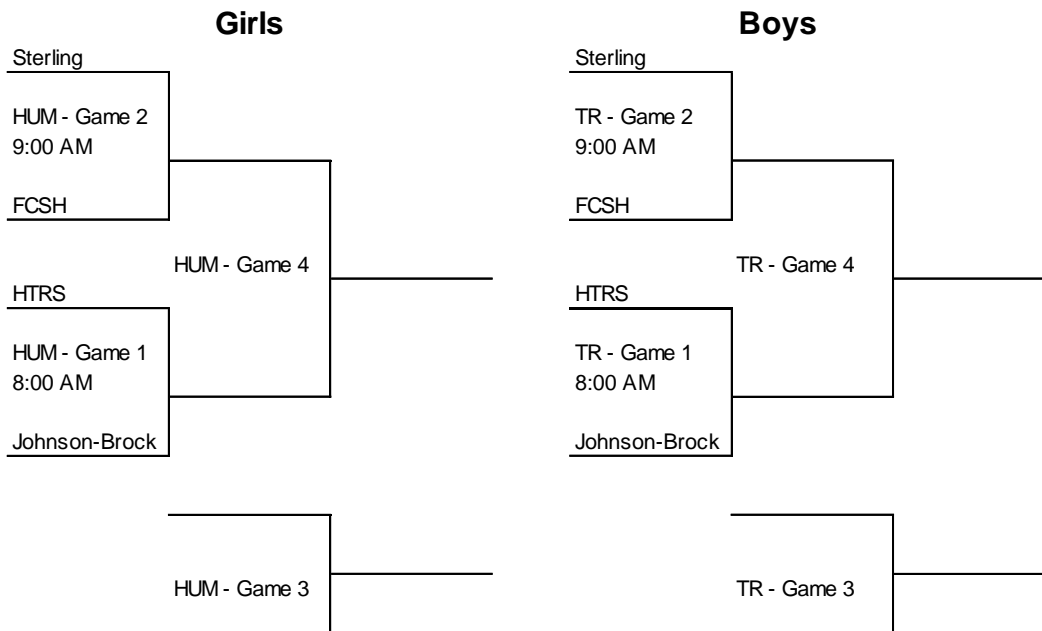 Girls
Sterling
HUM - Game 2
9:00 AM
FCSH
HUM - Game 4
HTRS
HUM - Game 1
8:00 AM
Johnson-Brock
HUM - Game 3
Boys
Sterling
TR - Game 2
9:00 AM
FCSH
TR - Game 4
HTRS
TR - Game 1
8:00 AM
Johnson-Brock
TR - Game 3